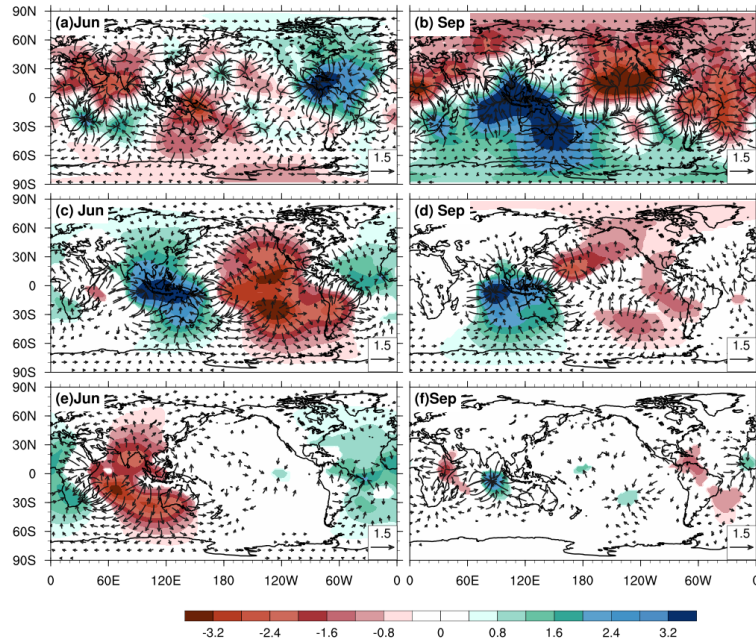 90N (a)Jun (b) Sep
60N
30N
0
30S
60S
90S 1.5 1.5
90N (c) Jun (d) Sep
60N
30N
0
30S
60S
90S 1.5 1.5
90N (e)Jun (f)Sep
60N
30N
0
30S
60S
90S 1.5 1.5
0 60E 120E 180 120W 60W 0 60E 120E 180 120W 60W 0
-3.2 -2.4 -1.6 -0.8 0 0.8 1.6 2.4 3.2